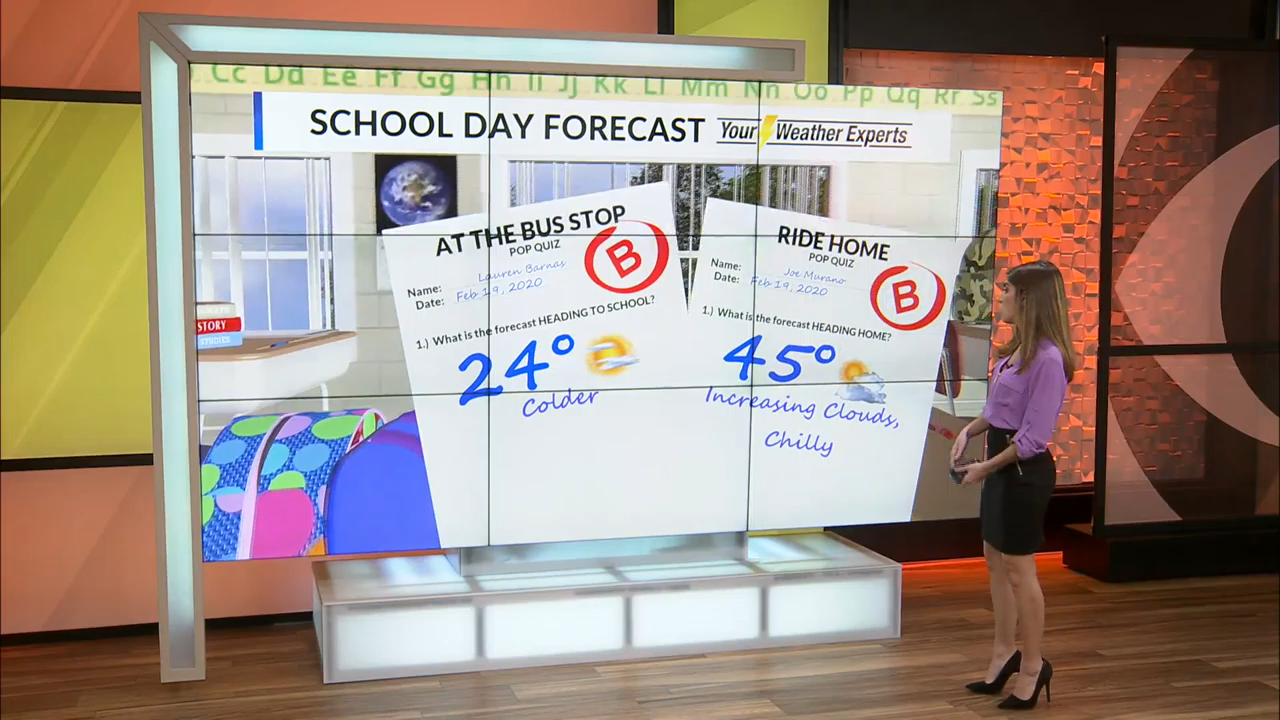 Cc Dd Ee Ff Gg Hh Ii Jj Kk Ll Mm Nn Oo Pp Qq Rr Ss
SCHOOL DAY FORECAST Your Weather Experts
AT THE BUS STOP
POP QUIZ
B
Name: Lauren Barnas
Date: Feb 19, 2020
1.) What is the forecast HEADING TO SCHOOL?
24°
Colder
RIDE HOME
POP QUIZ
B
Name: Joe Murano
Date: Feb 19, 2020
1.) What is the forecast HEADING HOME?
45°
Increasing Clouds,
Chilly
STORY
STUDIES